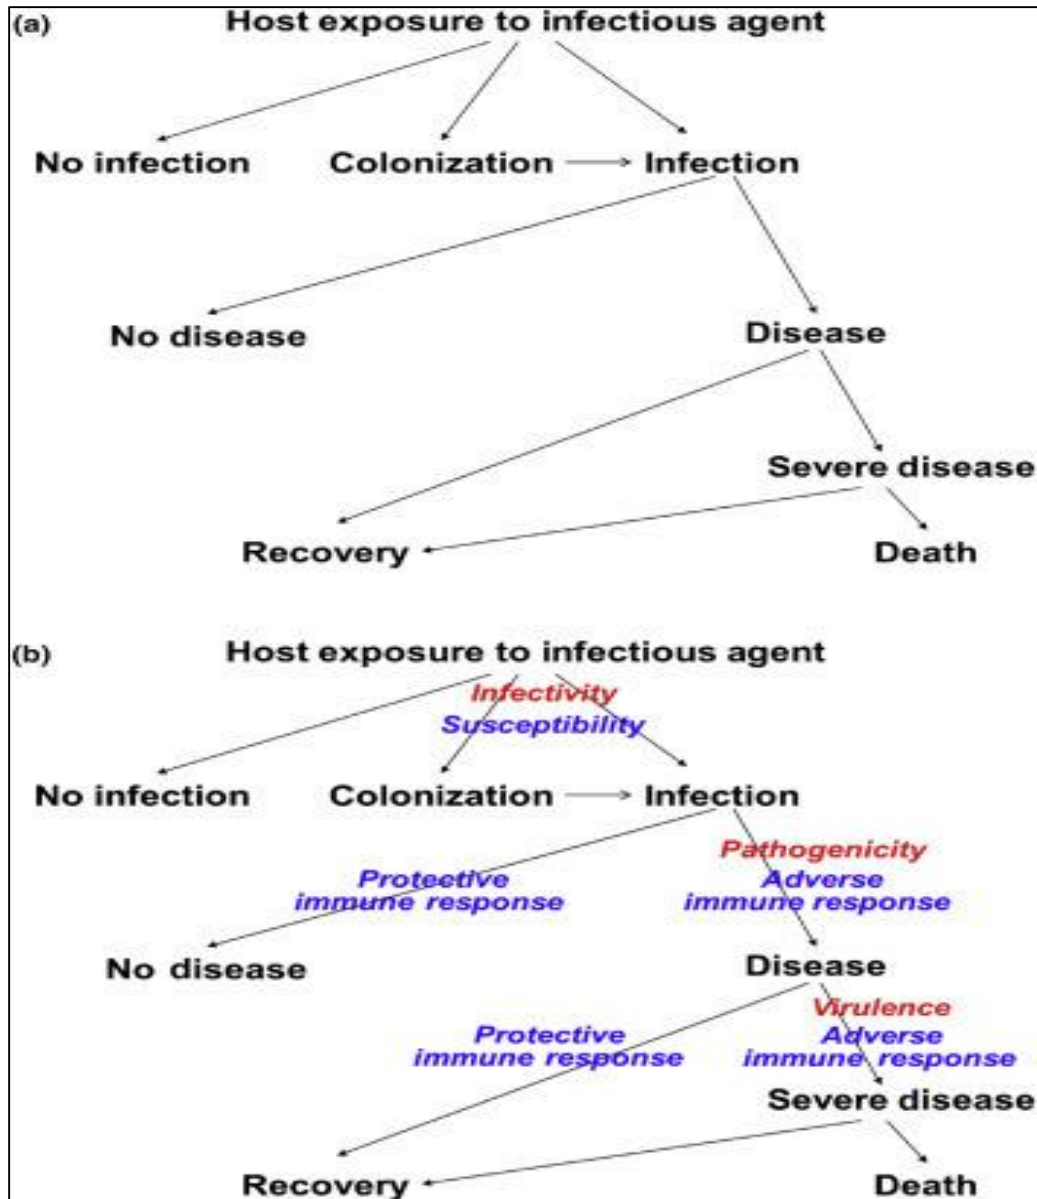 (a)
Host exposure to infectious agent
No infection
Colonization
Infection
No disease
Disease
Severe disease
Recovery
Death
(b)
Host exposure to infectious agent
Infectivity
Susceptibility
No infection
Colonization
Infection
Pathogenicity
Protective
immune response
Adverse
immune response
No disease
Disease
Virulence
Protective
immune response
Adverse
immune response
Severe disease
Recovery
Death